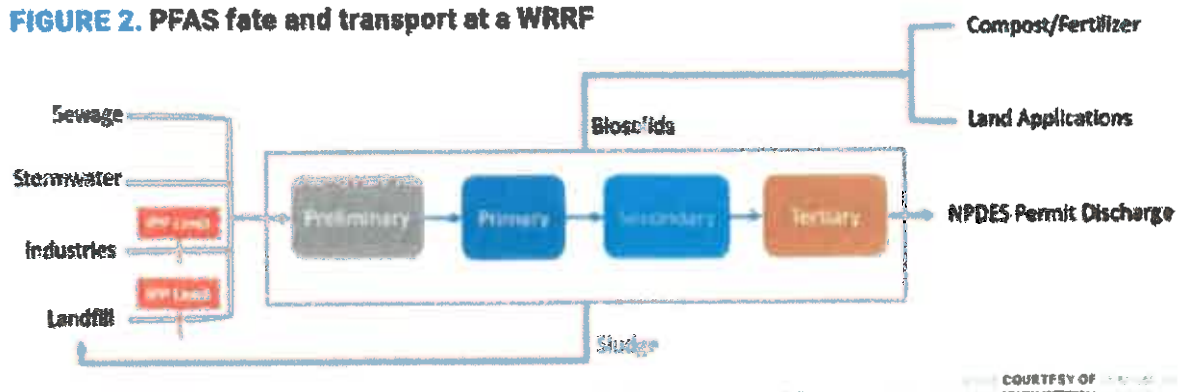 FIGURE 2. PFAS fate and transport at a WRRF
Compost/Fertilizer
Sewage
Biosolids
Land Applications
Stormwater
Preliminary
Primary
Secondary
Tertiary
NPDES Permit Discharge
Industries
Landfill
Sludge
COURTESY OF